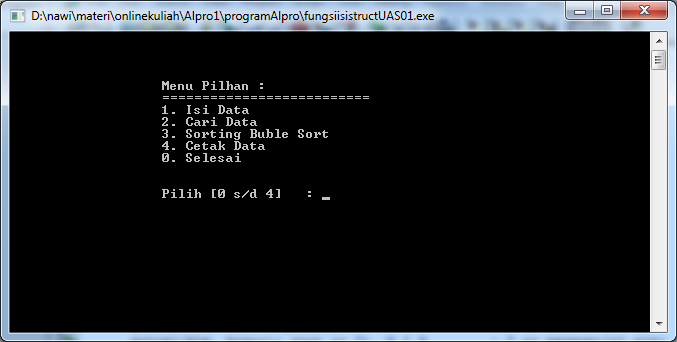 D:\nawi\materi\onlinekuliah\AIpro1\programAlpro\fungsiisistructUAS01.exe
Menu Pilhan :
==========================
1. Isi Data
2. Cari Data
3. Sorting Buble Sort
4. Cetak Data
0. Selesai
Pilih [0 s/d 4]   : _